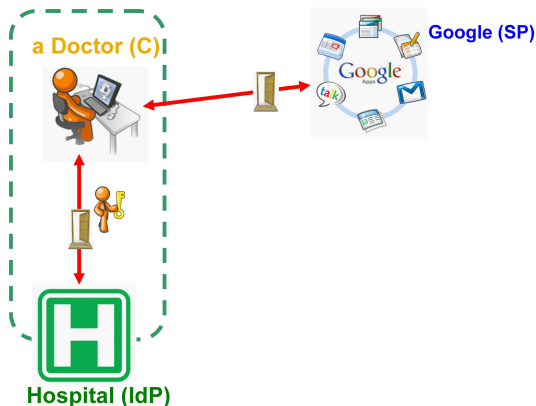 a Doctor (C)
Google (SP)
Google
Apps
talk
H
Hospital (IdP)